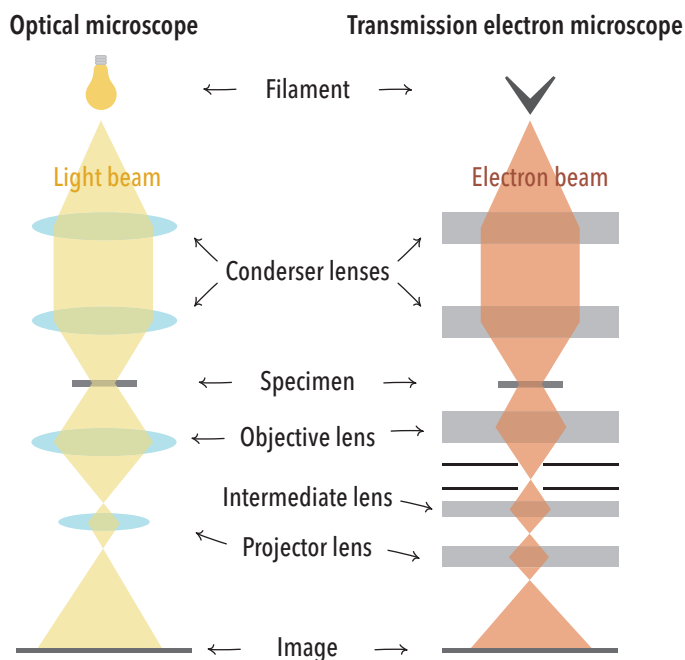 Optical microscope
Transmission electron microscope
Filament
Light beam
Electron beam
Conderser lenses
Specimen
Objective lens
Intermediate lens
Projector lens
Image